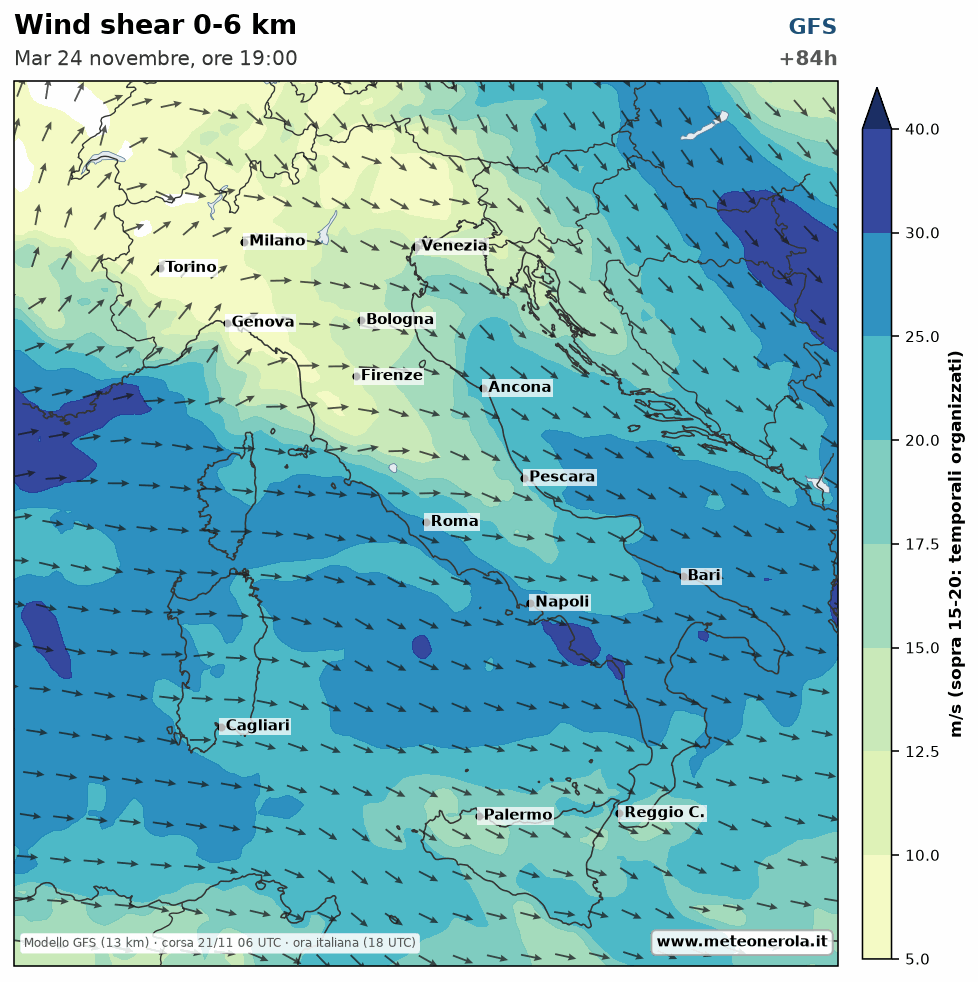 Wind shear 0-6 km
GFS
Mar 24 novembre, ore 19:00
+84h
Milano
Venezia
Torino
Genova
Bologna
Firenze
Ancona
Pescara
Roma
Bari
Napoli
Cagliari
Palermo
Reggio C.
Modello GFS (13 km) · corsa 21/11 06 UTC · ora italiana (18 UTC)
www.meteonerola.it
40.0
30.0
25.0
20.0
17.5
15.0
12.5
10.0
5.0
m/s (sopra 15-20: temporali organizzati)